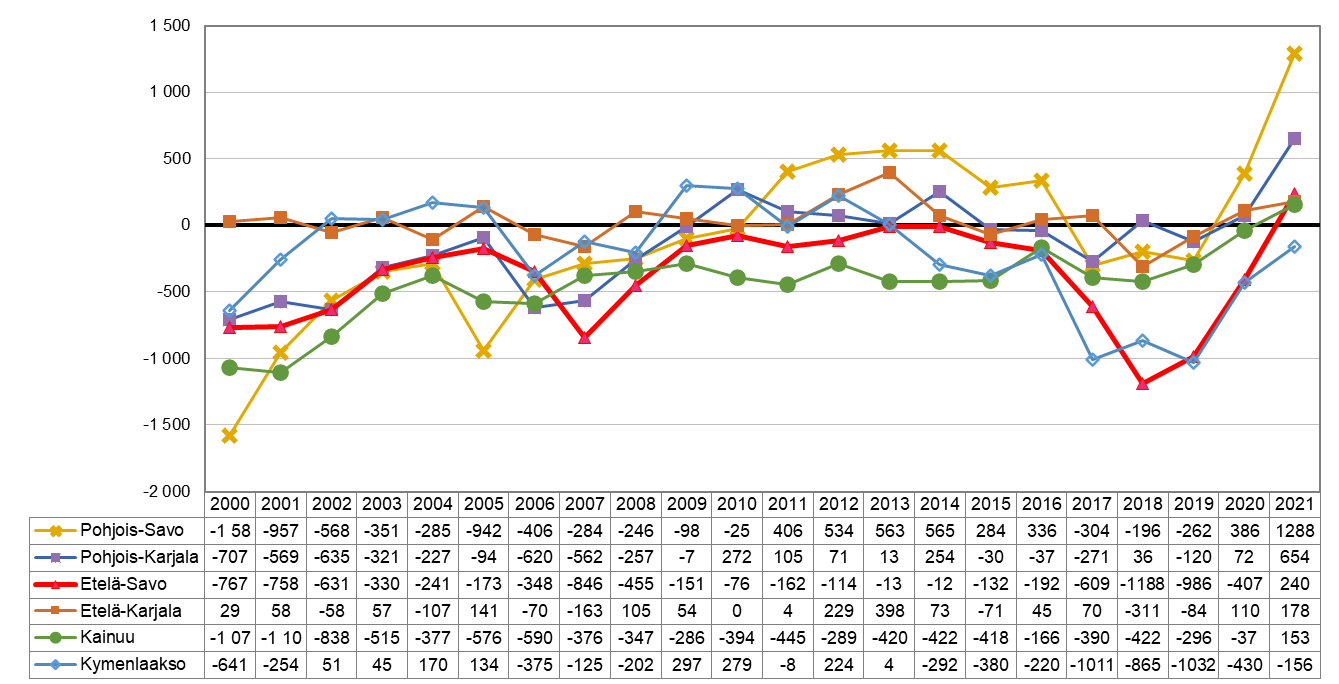 1 500
1 000
500
0
-500
-1 000
-1 500
-2 000
2000 2001 2002 2003 2004 2005 2006 2007 2008 2009 2010 2011 2012 2013 2014 2015 2016 2017 2018 2019 2020 2021
Pohjois-Savo -1 58 -957 -568 -351 -285 -942 -406 -284 -246 -98 -25 406 534 563 565 284 336 -304 -196 -262 386 1288
Pohjois-Karjala -707 -569 -635 -321 -227 -94 -620 -562 -257 -7 272 105 71 13 254 -30 -37 -271 36 -120 72 654
Etelä-Savo -767 -758 -631 -330 -241 -173 -348 -846 -455 -151 -76 -162 -114 -13 -12 -132 -192 -609 -1188 -986 -407 240
Etelä-Karjala 29 58 -58 57 -107 141 -70 -163 105 54 0 4 229 398 73 -71 45 70 -311 -84 110 178
Kainuu -1 07 -1 10 -838 -515 -377 -576 -590 -376 -347 -286 -394 -445 -289 -420 -422 -418 -166 -390 -422 -296 -37 153
Kymenlaakso -641 -254 51 45 170 134 -375 -125 -202 297 279 -8 224 4 -292 -380 -220 -1011 -865 -1032 -430 -156